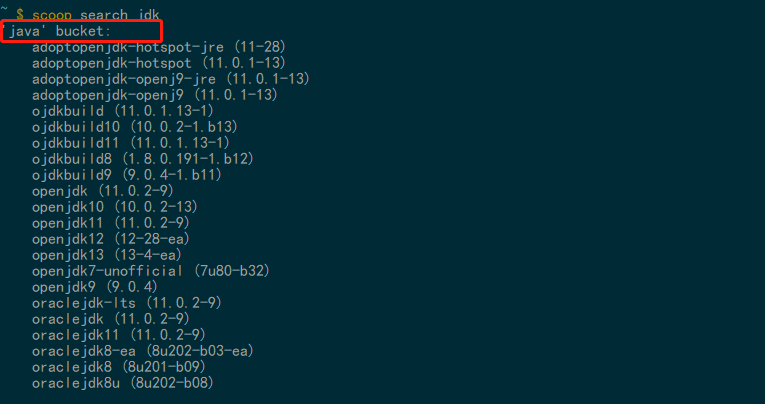 ~ $ scoop search jdk
'java' bucket:
adoptopenjdk-hotspot-jre (11-28)
adoptopenjdk-hotspot (11.0.1-13)
adoptopenjdk-openj9-jre (11.0.1-13)
adoptopenjdk-openj9 (11.0.1-13)
ojdkbuild (11.0.1.13-1)
ojdkbuild10 (10.0.2-1.b13)
ojdkbuild11 (11.0.1.13-1)
ojdkbuild8 (1.8.0.191-1.b12)
ojdkbuild9 (9.0.4-1.b11)
openjdk (11.0.2-9)
openjdk10 (10.0.2-13)
openjdk11 (11.0.2-9)
openjdk12 (12-28-ea)
openjdk13 (13-4-ea)
openjdk7-unofficial (7u80-b32)
openjdk9 (9.0.4)
oraclejdk-lts (11.0.2-9)
oraclejdk (11.0.2-9)
oraclejdk11 (11.0.2-9)
oraclejdk8-ea (8u202-b03-ea)
oraclejdk8 (8u201-b09)
oraclejdk8u (8u202-b08)